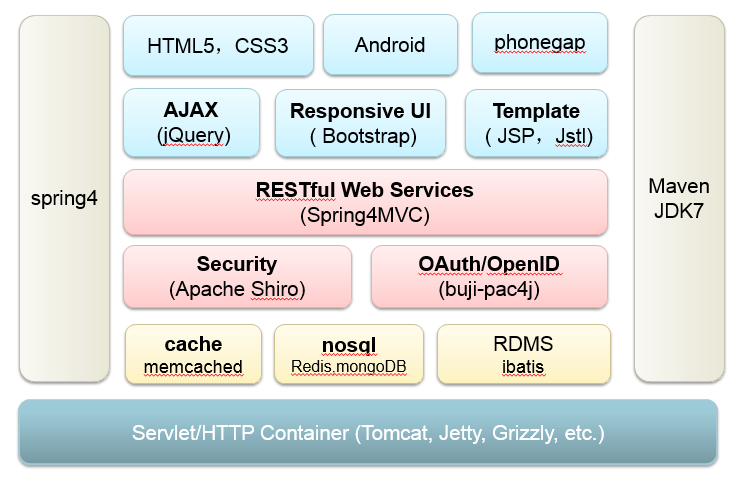 HTML5，CSS3
Android
phonegap
AJAX
(jQuery)
Responsive UI
( Bootstrap)
Template
( JSP，Jstl)
spring4
RESTful Web Services
(Spring4MVC)
Maven
JDK7
Security
(Apache Shiro)
OAuth/OpenID
(buji-pac4j)
cache
memcached
nosql
Redis,mongoDB
RDMS
ibatis
Servlet/HTTP Container (Tomcat, Jetty, Grizzly, etc.)